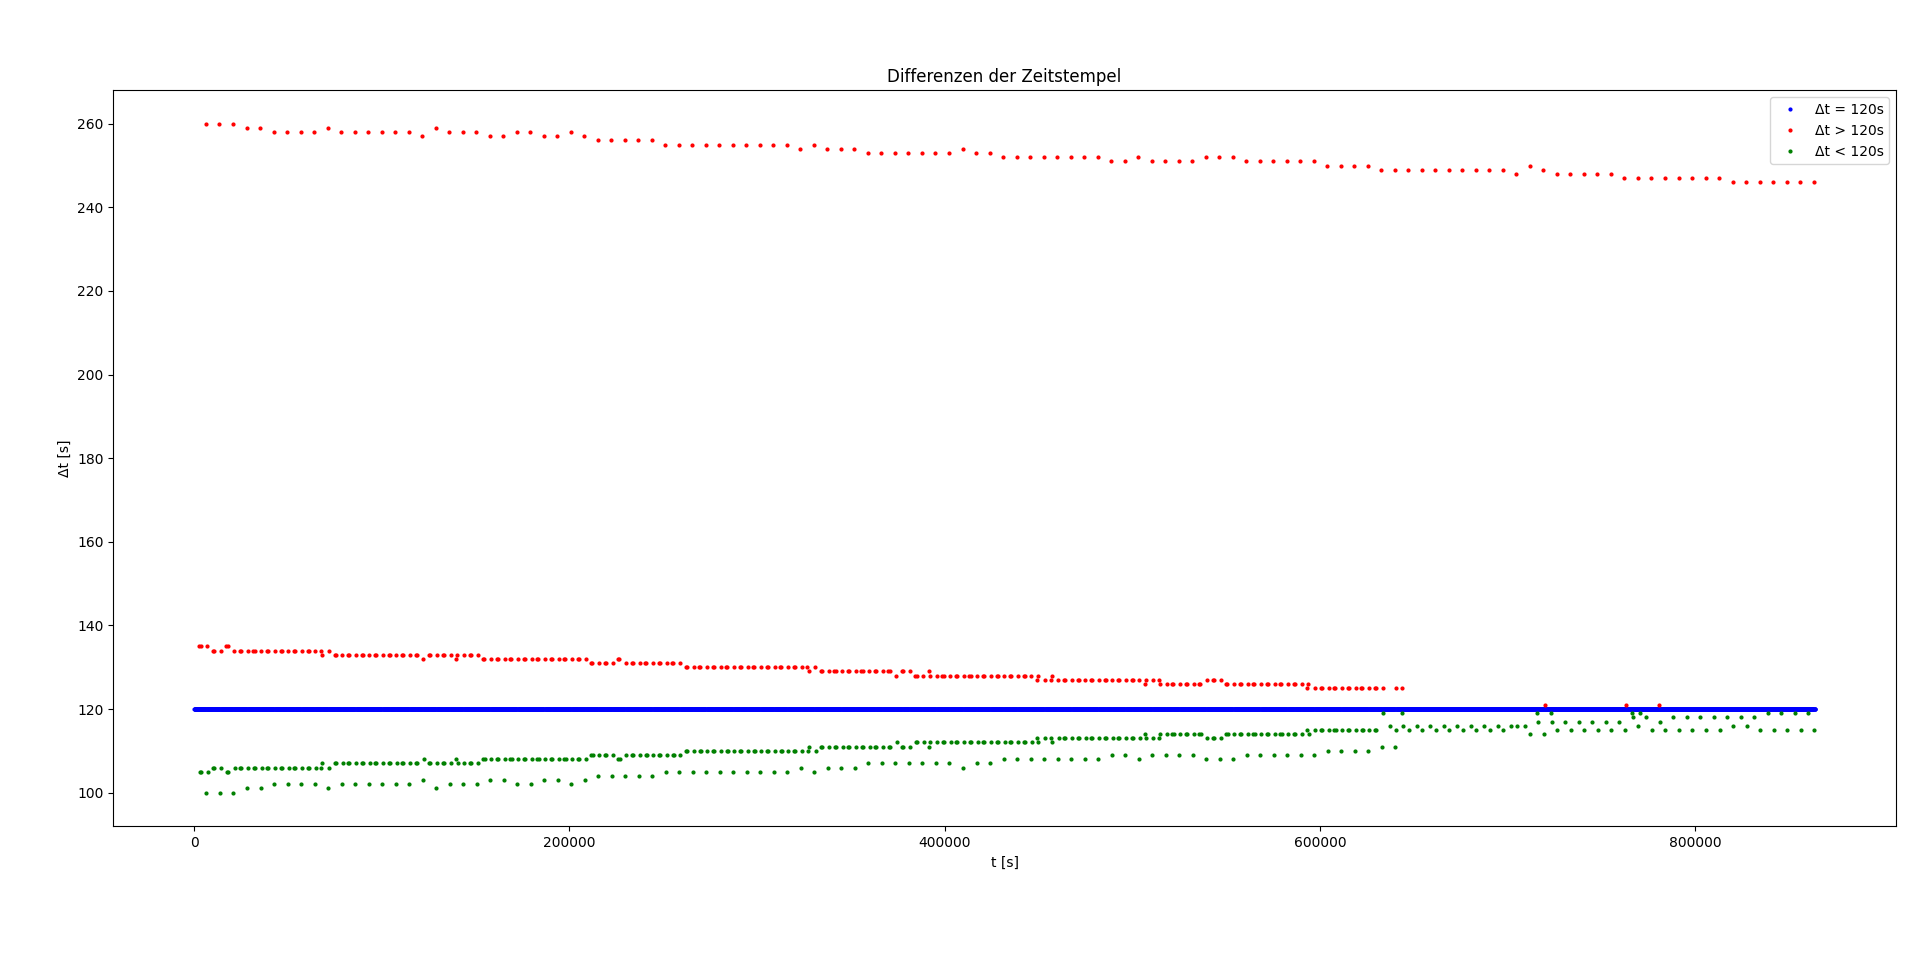 Differenzen der Zeitstempel
Δt = 120s
Δt > 120s
Δt < 120s
260
240
220
200
180
160
140
120
100
Δt [s]
0
200000
400000
600000
800000
t [s]